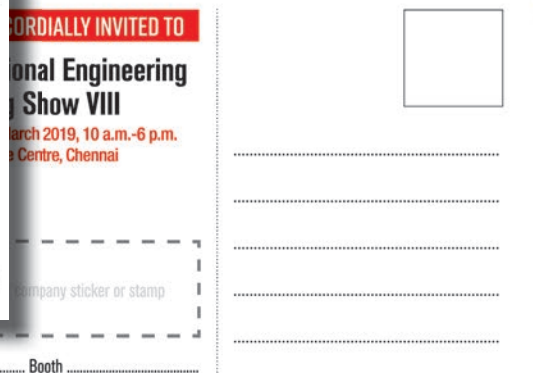 CORDIALLY INVITED TO
ional Engineering
Show VIII
arch 2019, 10 a.m.-6 p.m.
e Centre, Chennai
company sticker or stamp
Booth